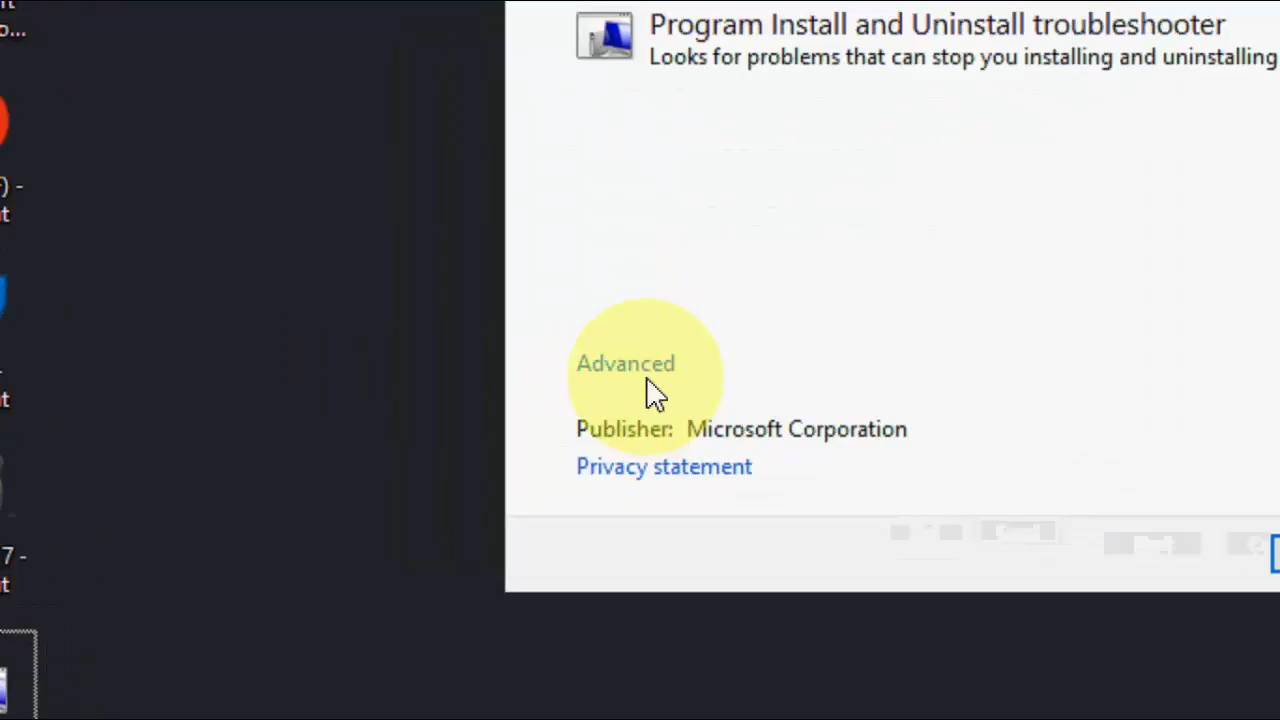 o...
Program Install and Uninstall troubleshooter
Looks for problems that can stop you installing and uninstalling
) -
t
Advanced
t
Publisher: Microsoft Corporation
Privacy statement
7 -
t